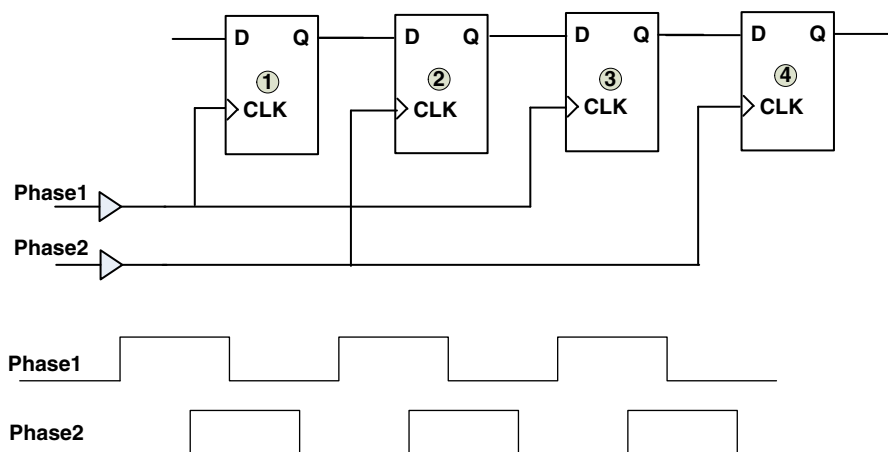 D Q D Q D Q D Q
1 2 3 4
CLK CLK CLK CLK
Phase1
Phase2
Phase1
Phase2